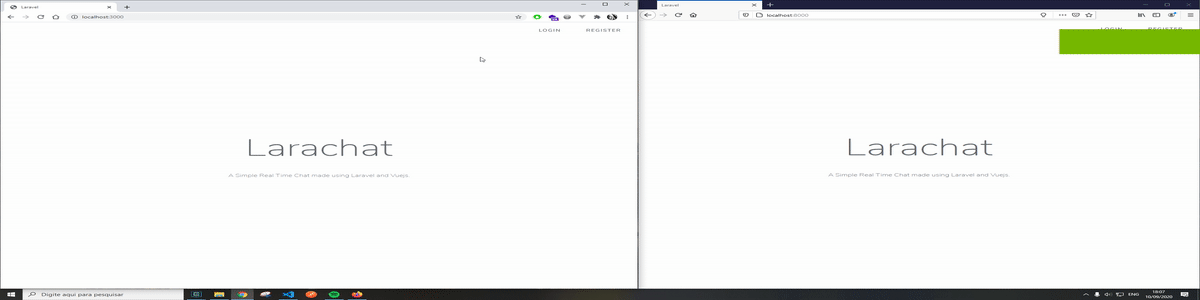 Laravel
localhost:3000
LOGIN REGISTER
Larachat
A Simple Real Time Chat made using Laravel and Vuejs.
Laravel
localhost:8000
LOGIN REGISTER
Larachat
A Simple Real Time Chat made using Laravel and Vuejs.
Digite aqui para pesquisar
ENG
18:07
10/09/2020